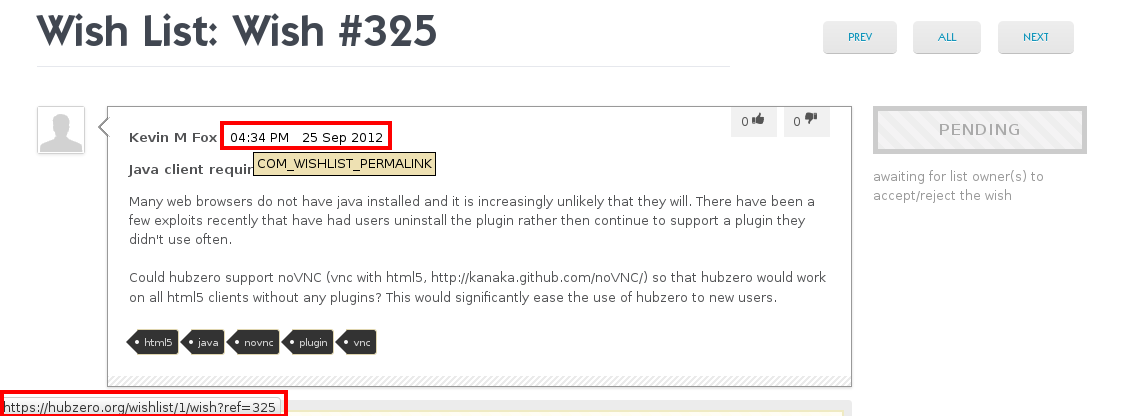 Wish List: Wish #325
PREV
ALL
NEXT
Kevin M Fox 04:34 PM 25 Sep 2012
0
0
PENDING
COM_WISHLIST_PERMALINK
Java client requir
awaiting for list owner(s) to
accept/reject the wish
Many web browsers do not have java installed and it is increasingly unlikely that they will. There have been a
few exploits recently that have had users uninstall the plugin rather then continue to support a plugin they
didn't use often.
Could hubzero support noVNC (vnc with html5, http://kanaka.github.com/noVNC/) so that hubzero would work
on all html5 clients without any plugins? This would significantly ease the use of hubzero to new users.
html5
java
novnc
plugin
vnc
https://hubzero.org/wishlist/1/wish?ref=325